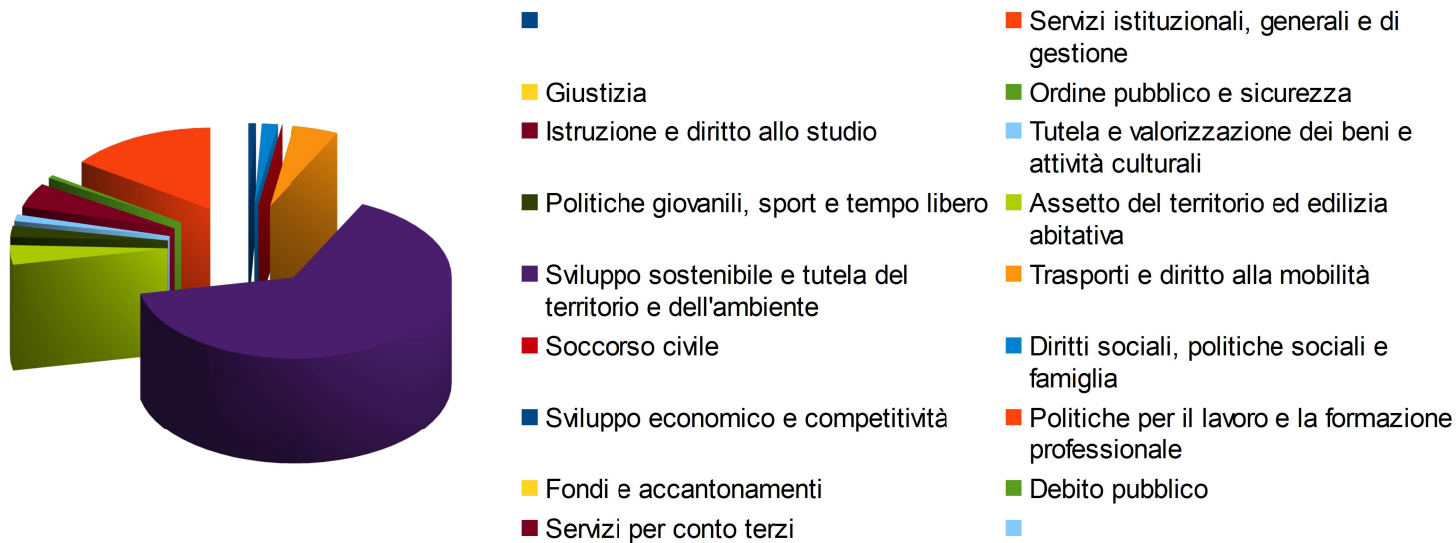 Servizi istituzionali, generali e di
gestione
Giustizia
Ordine pubblico e sicurezza
Istruzione e diritto allo studio
Tutela e valorizzazione dei beni e
attività culturali
Politiche giovanili, sport e tempo libero
Assetto del territorio ed edilizia
abitativa
Sviluppo sostenibile e tutela del
territorio e dell'ambiente
Trasporti e diritto alla mobilità
Soccorso civile
Diritti sociali, politiche sociali e
famiglia
Sviluppo economico e competitività
Politiche per il lavoro e la formazione
professionale
Fondi e accantonamenti
Debito pubblico
Servizi per conto terzi